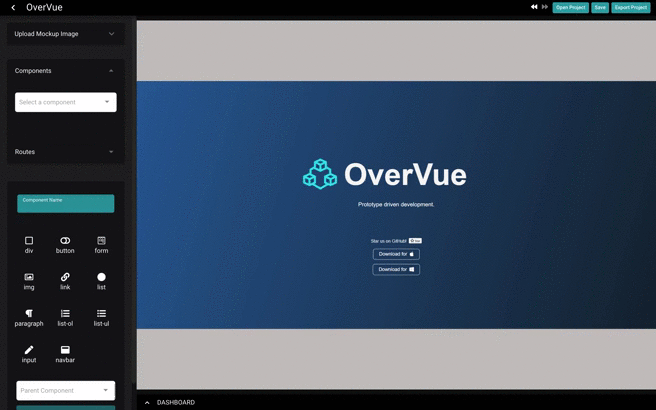 OverVue
Open Project
Save
Export Project
Upload Mockup Image
Components
Select a component
Routes
Component Name
div
button
form
img
link
list
paragraph
list-ol
list-ul
input
navbar
Parent Component
OverVue
Prototype driven development.
Star us on GitHub!
Download for
Download for
DASHBOARD